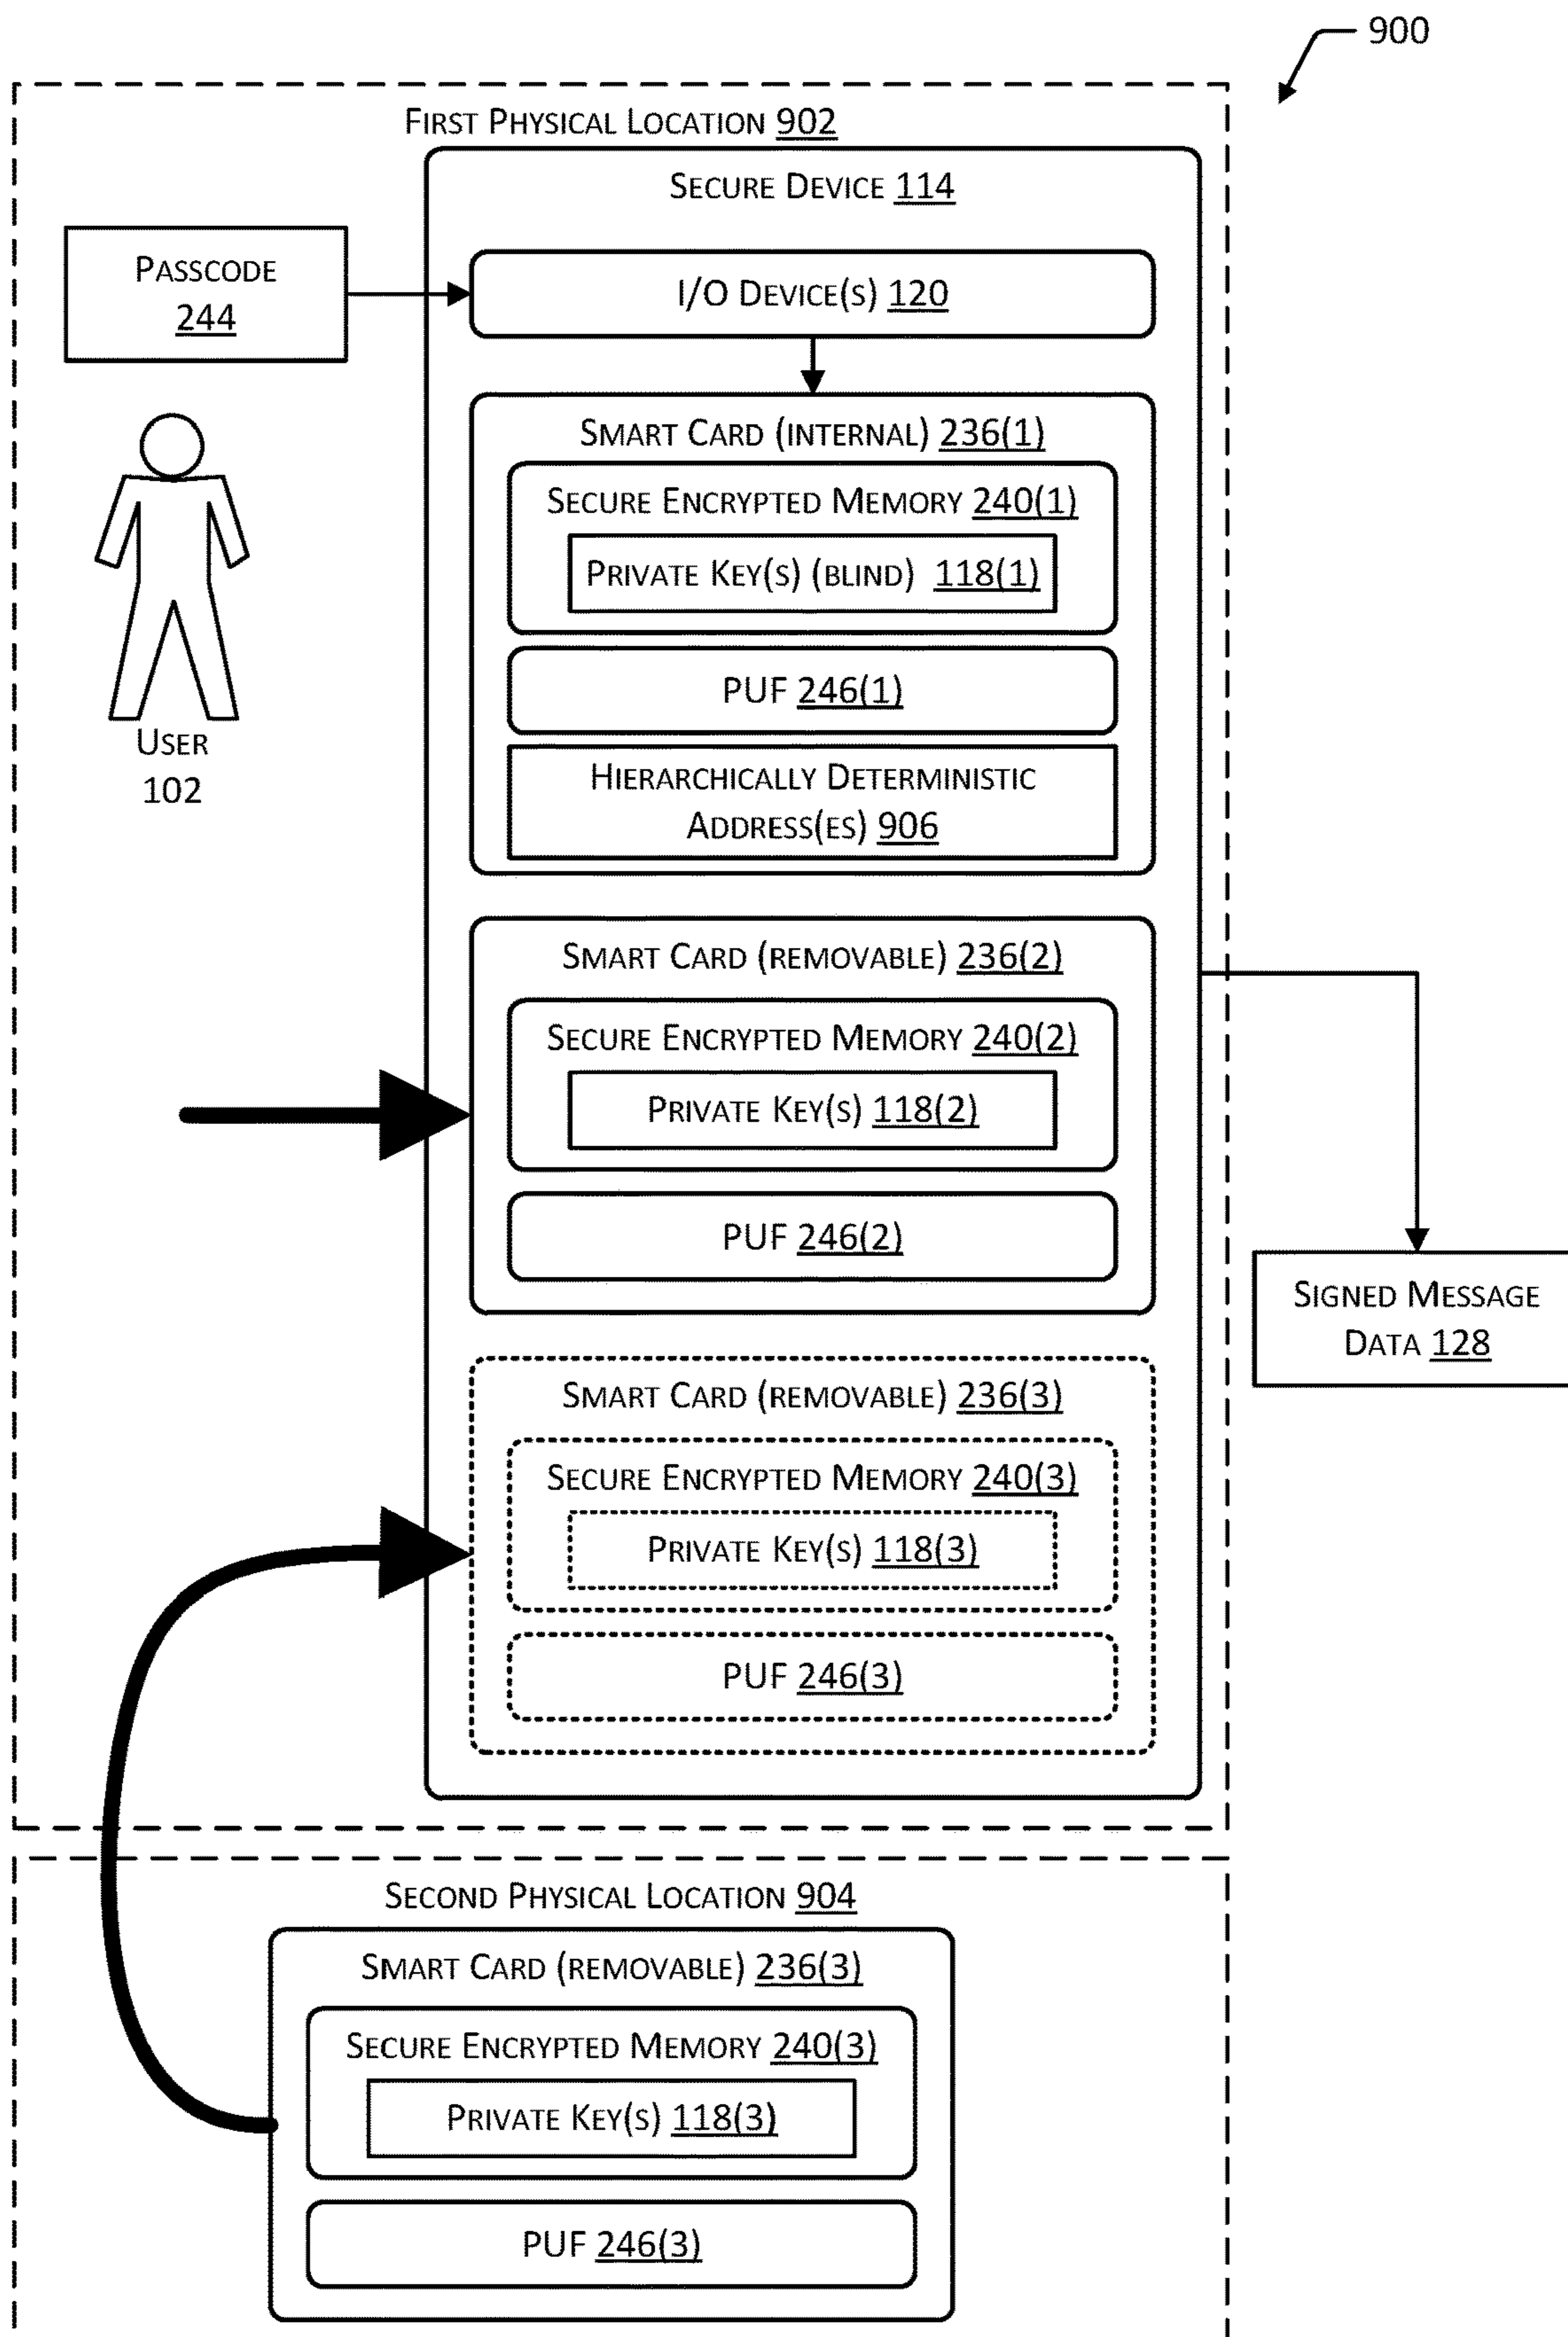 900
First Physical Location 902
Secure Device 114
Passcode
244
I/O Device(s) 120
Smart Card (internal) 236(1)
Secure Encrypted Memory 240(1)
Private Key(s) (blind) 118(1)
PUF 246(1)
User
102
Hierarchically Deterministic
Address(es) 906
Smart Card (removable) 236(2)
Secure Encrypted Memory 240(2)
Private Key(s) 118(2)
PUF 246(2)
Signed Message
Data 128
Smart Card (removable) 236(3)
Secure Encrypted Memory 240(3)
Private Key(s) 118(3)
PUF 246(3)
Second Physical Location 904
Smart Card (removable) 236(3)
Secure Encrypted Memory 240(3)
Private Key(s) 118(3)
PUF 246(3)